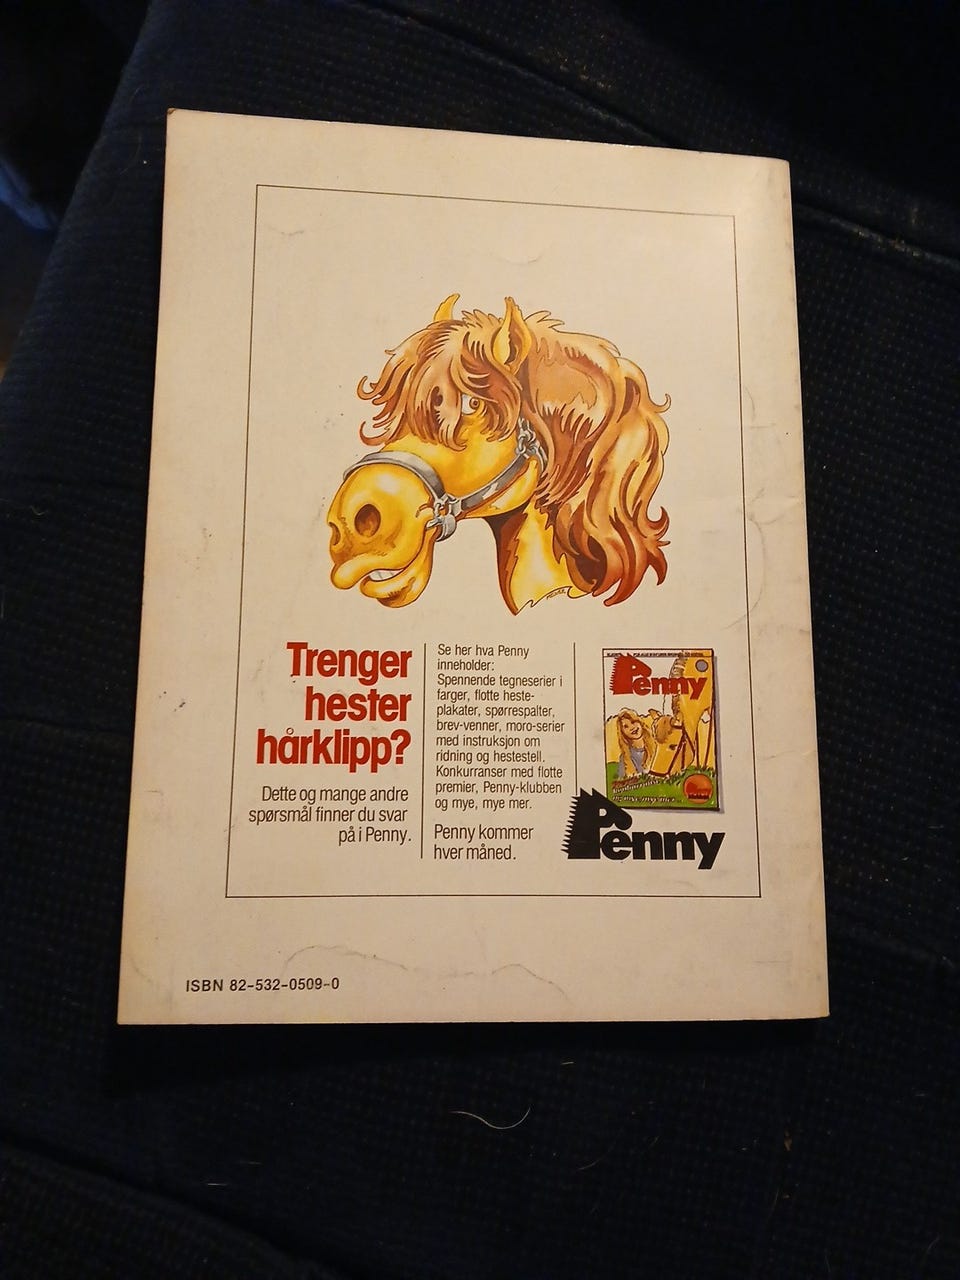 Trenger
hester
hårklipp?
Dette og mange andre
spørsmål finner du svar
på i Penny.
Se her hva Penny
inneholder:
Spennende tegneserier i
farger, flotte heste-
plakater, spørrespalter,
brev-venner, moro-serier
med instruksjon om
ridning og hestestell.
Konkurranser med flotte
premier, Penny-klubben
og mye, mye mer.
Penny kommer
hver måned.
Penny
Penny
ISBN 82-532-0509-0